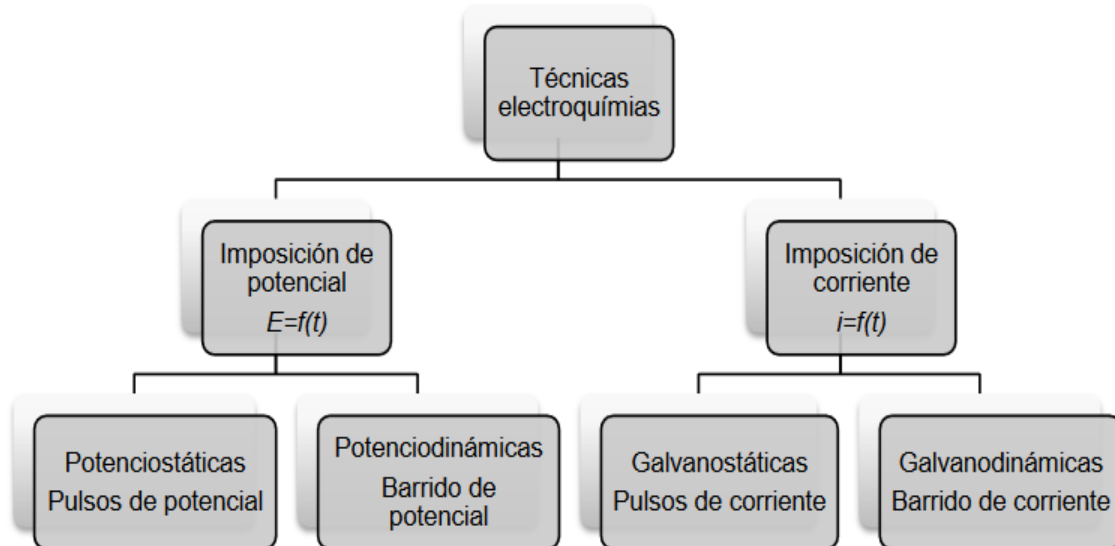 Técnicas
electroquímias
Imposición de
potencial
E=f(t)
Imposición de
corriente
i=f(t)
Potenciostáticas
Pulsos de potencial
Potenciodinámicas
Barrido de
potencial
Galvanostáticas
Pulsos de corriente
Galvanodinámicas
Barrido de corriente